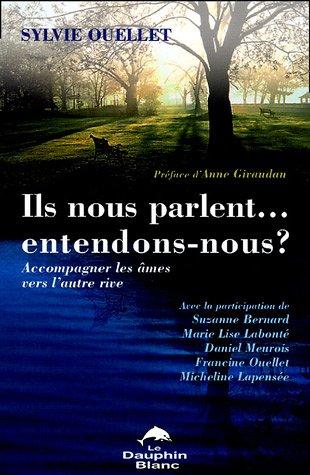 SYLVIE OUELLET
Préface d'Anne Givaudan
Ils nous parlent...
entendons-nous?
Accompagner les âmes
vers l'autre rive
Avec la participation de
Suzanne Bernard
Marie Lise Labonté
Daniel Meurois
Francine Ouellet
Micheline Lapensée
Le
Dauphin
Blanc